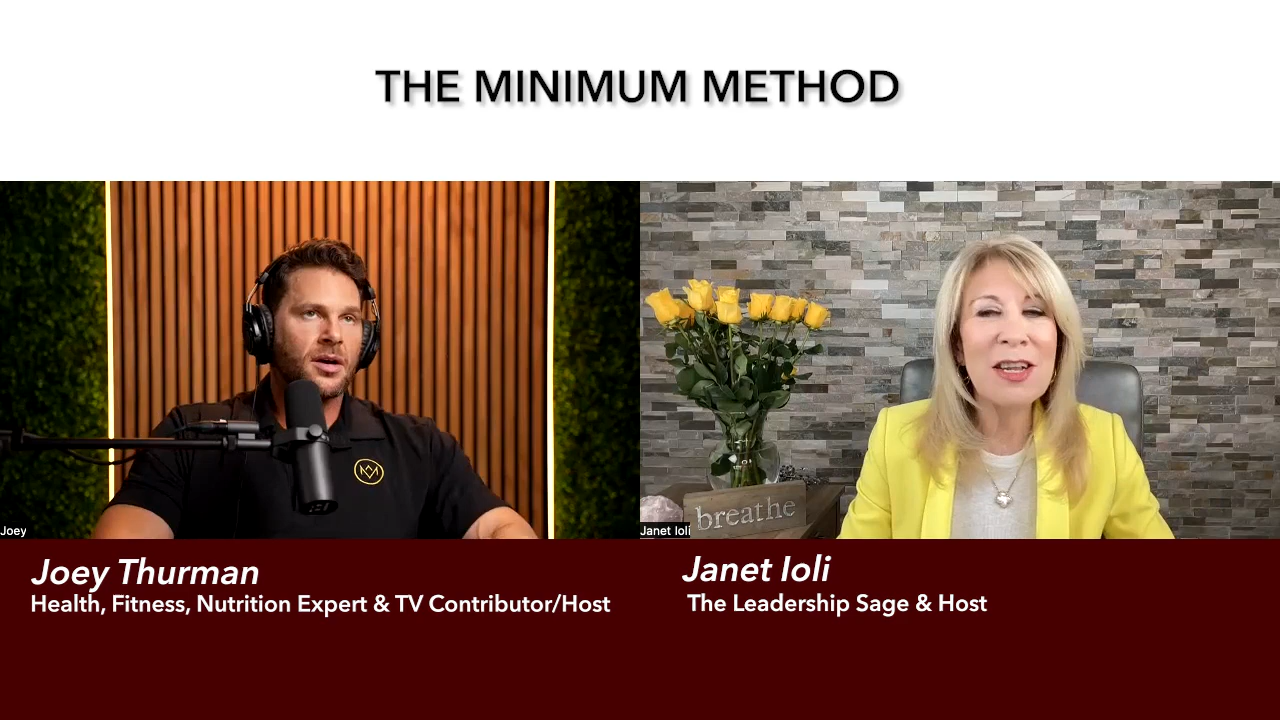 THE MINIMUM METHOD
breathe
Joey
Janet Ioli
Joey Thurman
Health, Fitness, Nutrition Expert & TV Contributor/Host
Janet Ioli
The Leadership Sage & Host